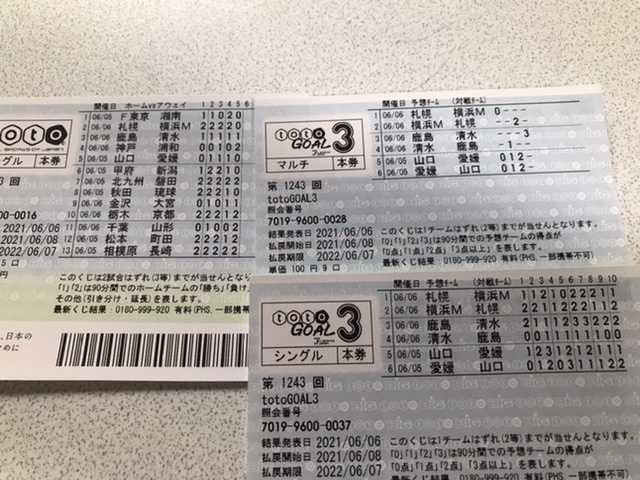 toto
シングル 本券
0-0016
2021/06/06
2021/06/08
2022/06/07
開催日 ホームvsアウェイ 1 2 3 4 5 6
1 06/05 F東京 湘南 1 1 0 2 0
2 06/06 札幌 横浜M 2 2 2 2 0
3 06/06 鹿島 清水 0 1 1 1 1
4 06/06 神戸 浦和 0 0 1 0 2
5 06/05 山口 愛媛 0 1 1 1 0
6 06/05 甲府 新潟 1 2 2 1 0
7 06/05 北九州 磐田 2 2 2 1 2
8 06/05 秋田 琉球 2 2 2 1 0
9 06/06 金沢 大宮 0 1 1 0 1
10 06/06 栃木 京都 2 2 2 1 2
11 06/06 千葉 山形 1 0 0 0 2
12 06/05 松本 町田 2 2 1 2 2
13 06/05 相模原 長崎 2 2 2 2 2
このくじは2試合はずれ(3等)までが当せんとなります。
「1」「2」は90分間でのホームチームの「勝ち」「負け」
その他(引き分け・延長)を表します。
最新くじ結果:0180-999-920 有料(PHS、一部携帯
、日本の
ために
toto
GOAL 3
マルチ 本券
第 1243 回
totoGOAL3
照会番号
7019-9600-0028
結果発表日 2021/06/06
払戻開始日 2021/06/08
払戻期限 2022/06/07
単価 100円 9口
開催日 予想チーム (対戦チーム)
1 06/06 札幌 横浜M 0---
2 06/06 横浜M 札幌 --2-
3 06/06 鹿島 清水 ---3
4 06/06 清水 鹿島 -1--
5 06/05 山口 愛媛 012-
6 06/05 愛媛 山口 012-
このくじは1チームはずれ(2等)までが当せんとなります。
「0」「1」「2」「3」は90分間での予想チームの得点が
「0点」「1点」「2点」「3点以上」を表します。
最新くじ結果:0180-999-920 有料(PHS、一部携帯不可)
toto
GOAL 3
シングル 本券
第 1243 回
totoGOAL3
照会番号
7019-9600-0037
結果発表日 2021/06/06
払戻開始日 2021/06/08
払戻期限 2022/06/07
開催日 予想チーム (対戦チーム) 1 2 3 4 5 6 7 8 9 10
1 06/06 札幌 横浜M 1 1 2 1 0 2 2 2 1 1
2 06/06 横浜M 札幌 2 2 1 1 2 2 2 1 2 2
3 06/06 鹿島 清水 2 1 1 1 2 3 3 2 2 2
4 06/06 清水 鹿島 0 0 1 1 1 0 1 1 0 0
5 06/05 山口 愛媛 1 2 3 1 2 1 2 1 1 1
6 06/05 愛媛 山口 0 1 2 0 3 1 1 1 2 2
このくじは1チームはずれ(2等)までが当せんとなります。
「0」「1」「2」「3」は90分間での予想チームの得点が
「0点」「1点」「2点」「3点以上」を表します。
最新くじ結果:0180-999-920 有料(PHS、一部携帯不可)